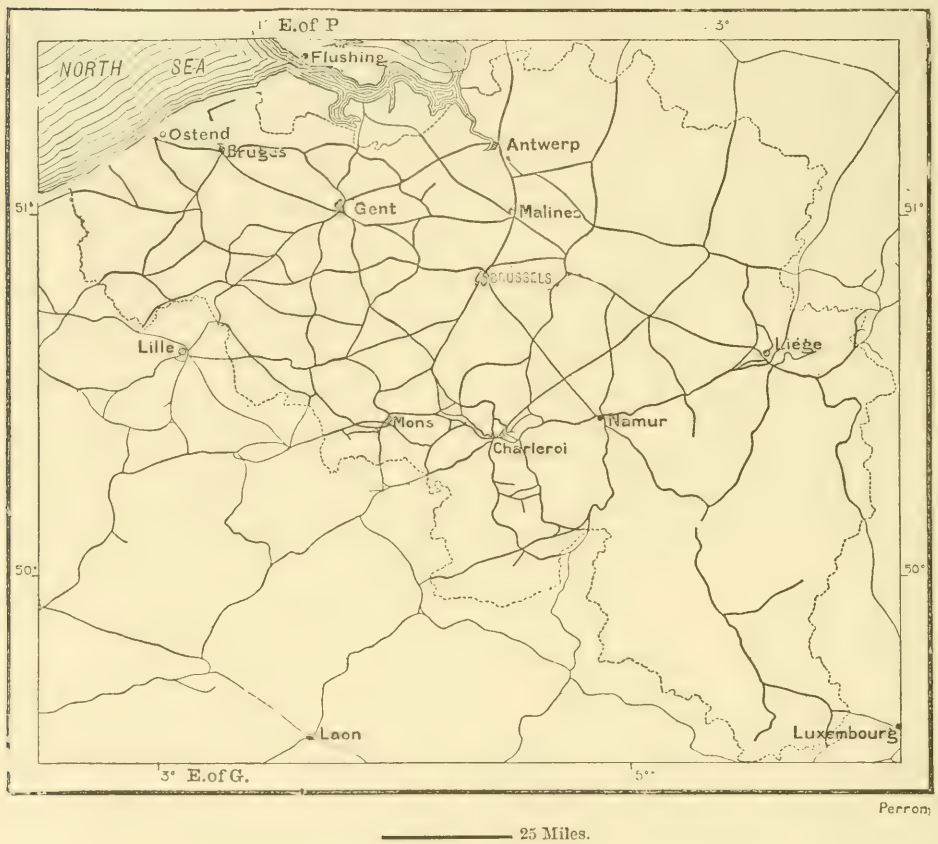 1° E.of P
3°
NORTH SEA
Flushing
Ostend
Bruges
Antwerp
51°
Gent
Malines
51°
BRUSSELS
Lille
Liége
Mons
Namur
Charleroi
50°
50°
Laon
Luxembourg
3° E.of G.
5°
Perron;
25 Miles.